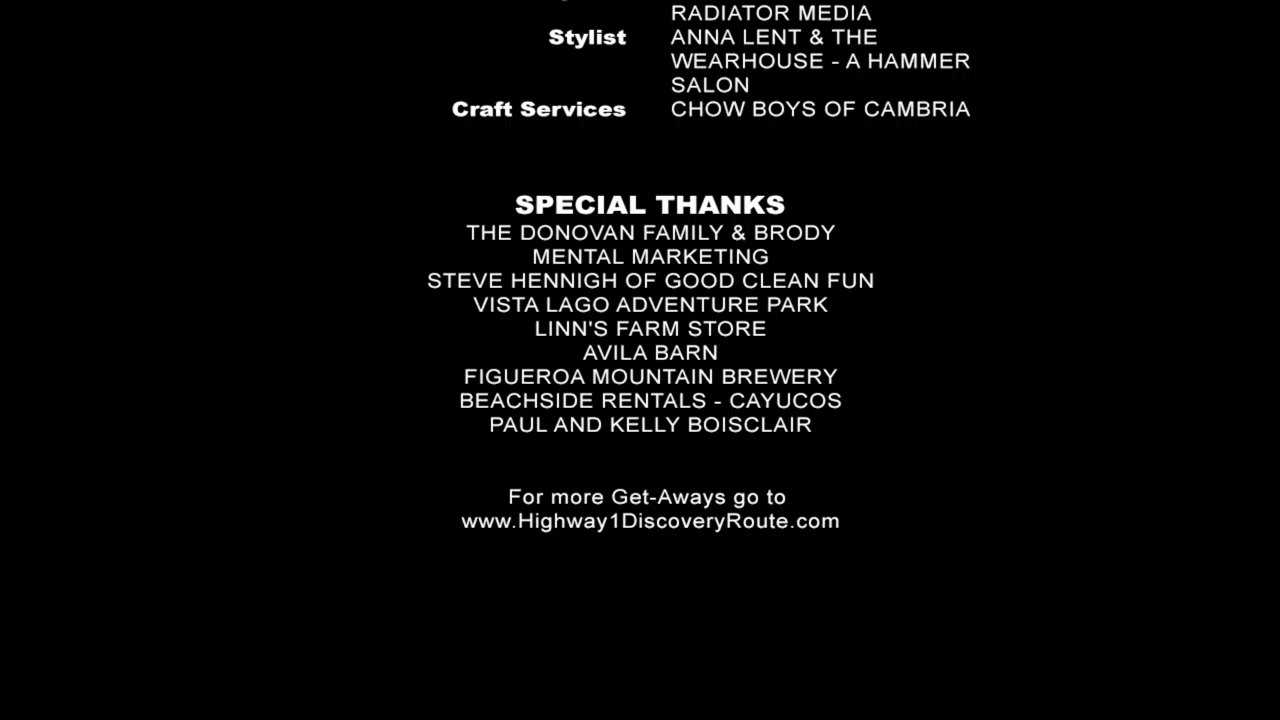 RADIATOR MEDIA
Stylist ANNA LENT & THE
WEARHOUSE - A HAMMER
SALON
Craft Services CHOW BOYS OF CAMBRIA
SPECIAL THANKS
THE DONOVAN FAMILY & BRODY
MENTAL MARKETING
STEVE HENNIGH OF GOOD CLEAN FUN
VISTA LAGO ADVENTURE PARK
LINN'S FARM STORE
AVILA BARN
FIGUEROA MOUNTAIN BREWERY
BEACHSIDE RENTALS - CAYUCOS
PAUL AND KELLY BOISCLAIR
For more Get-Aways go to
www.Highway1DiscoveryRoute.com